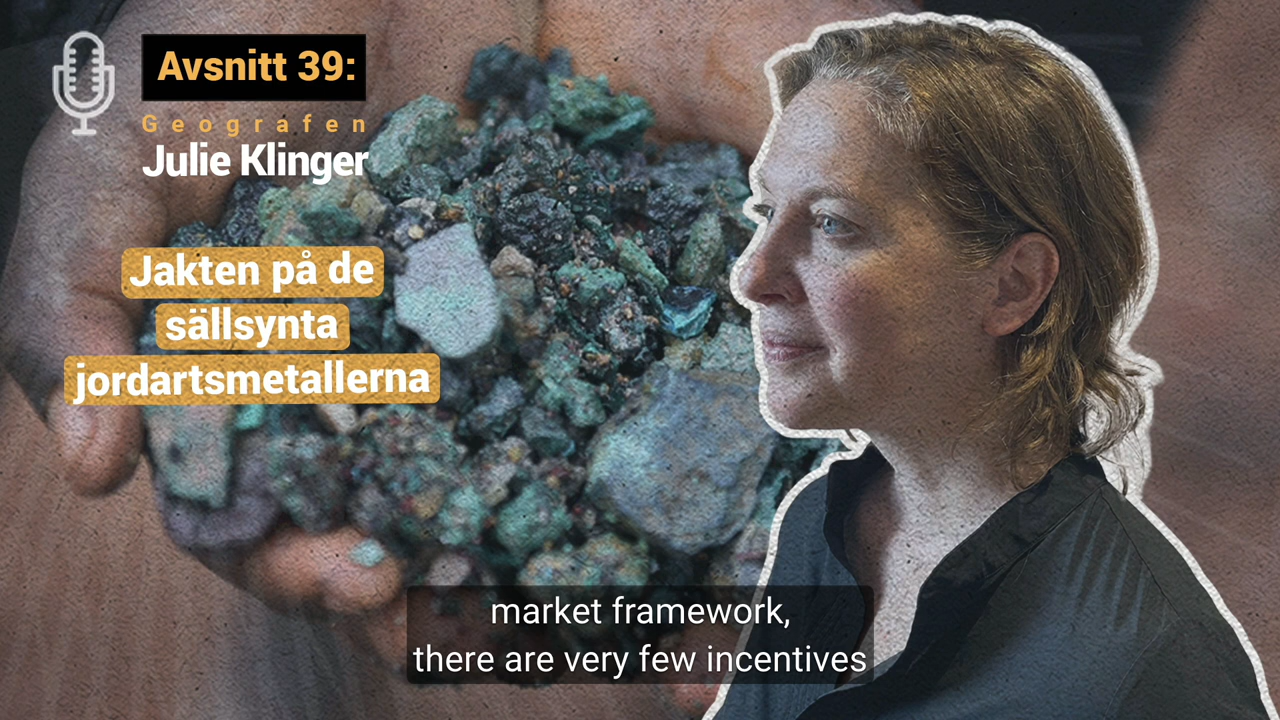 Avsnitt 39:
Geografen
Julie Klinger
Jakten på de
sällsynta
jordartsmetallerna
market framework,
there are very few incentives